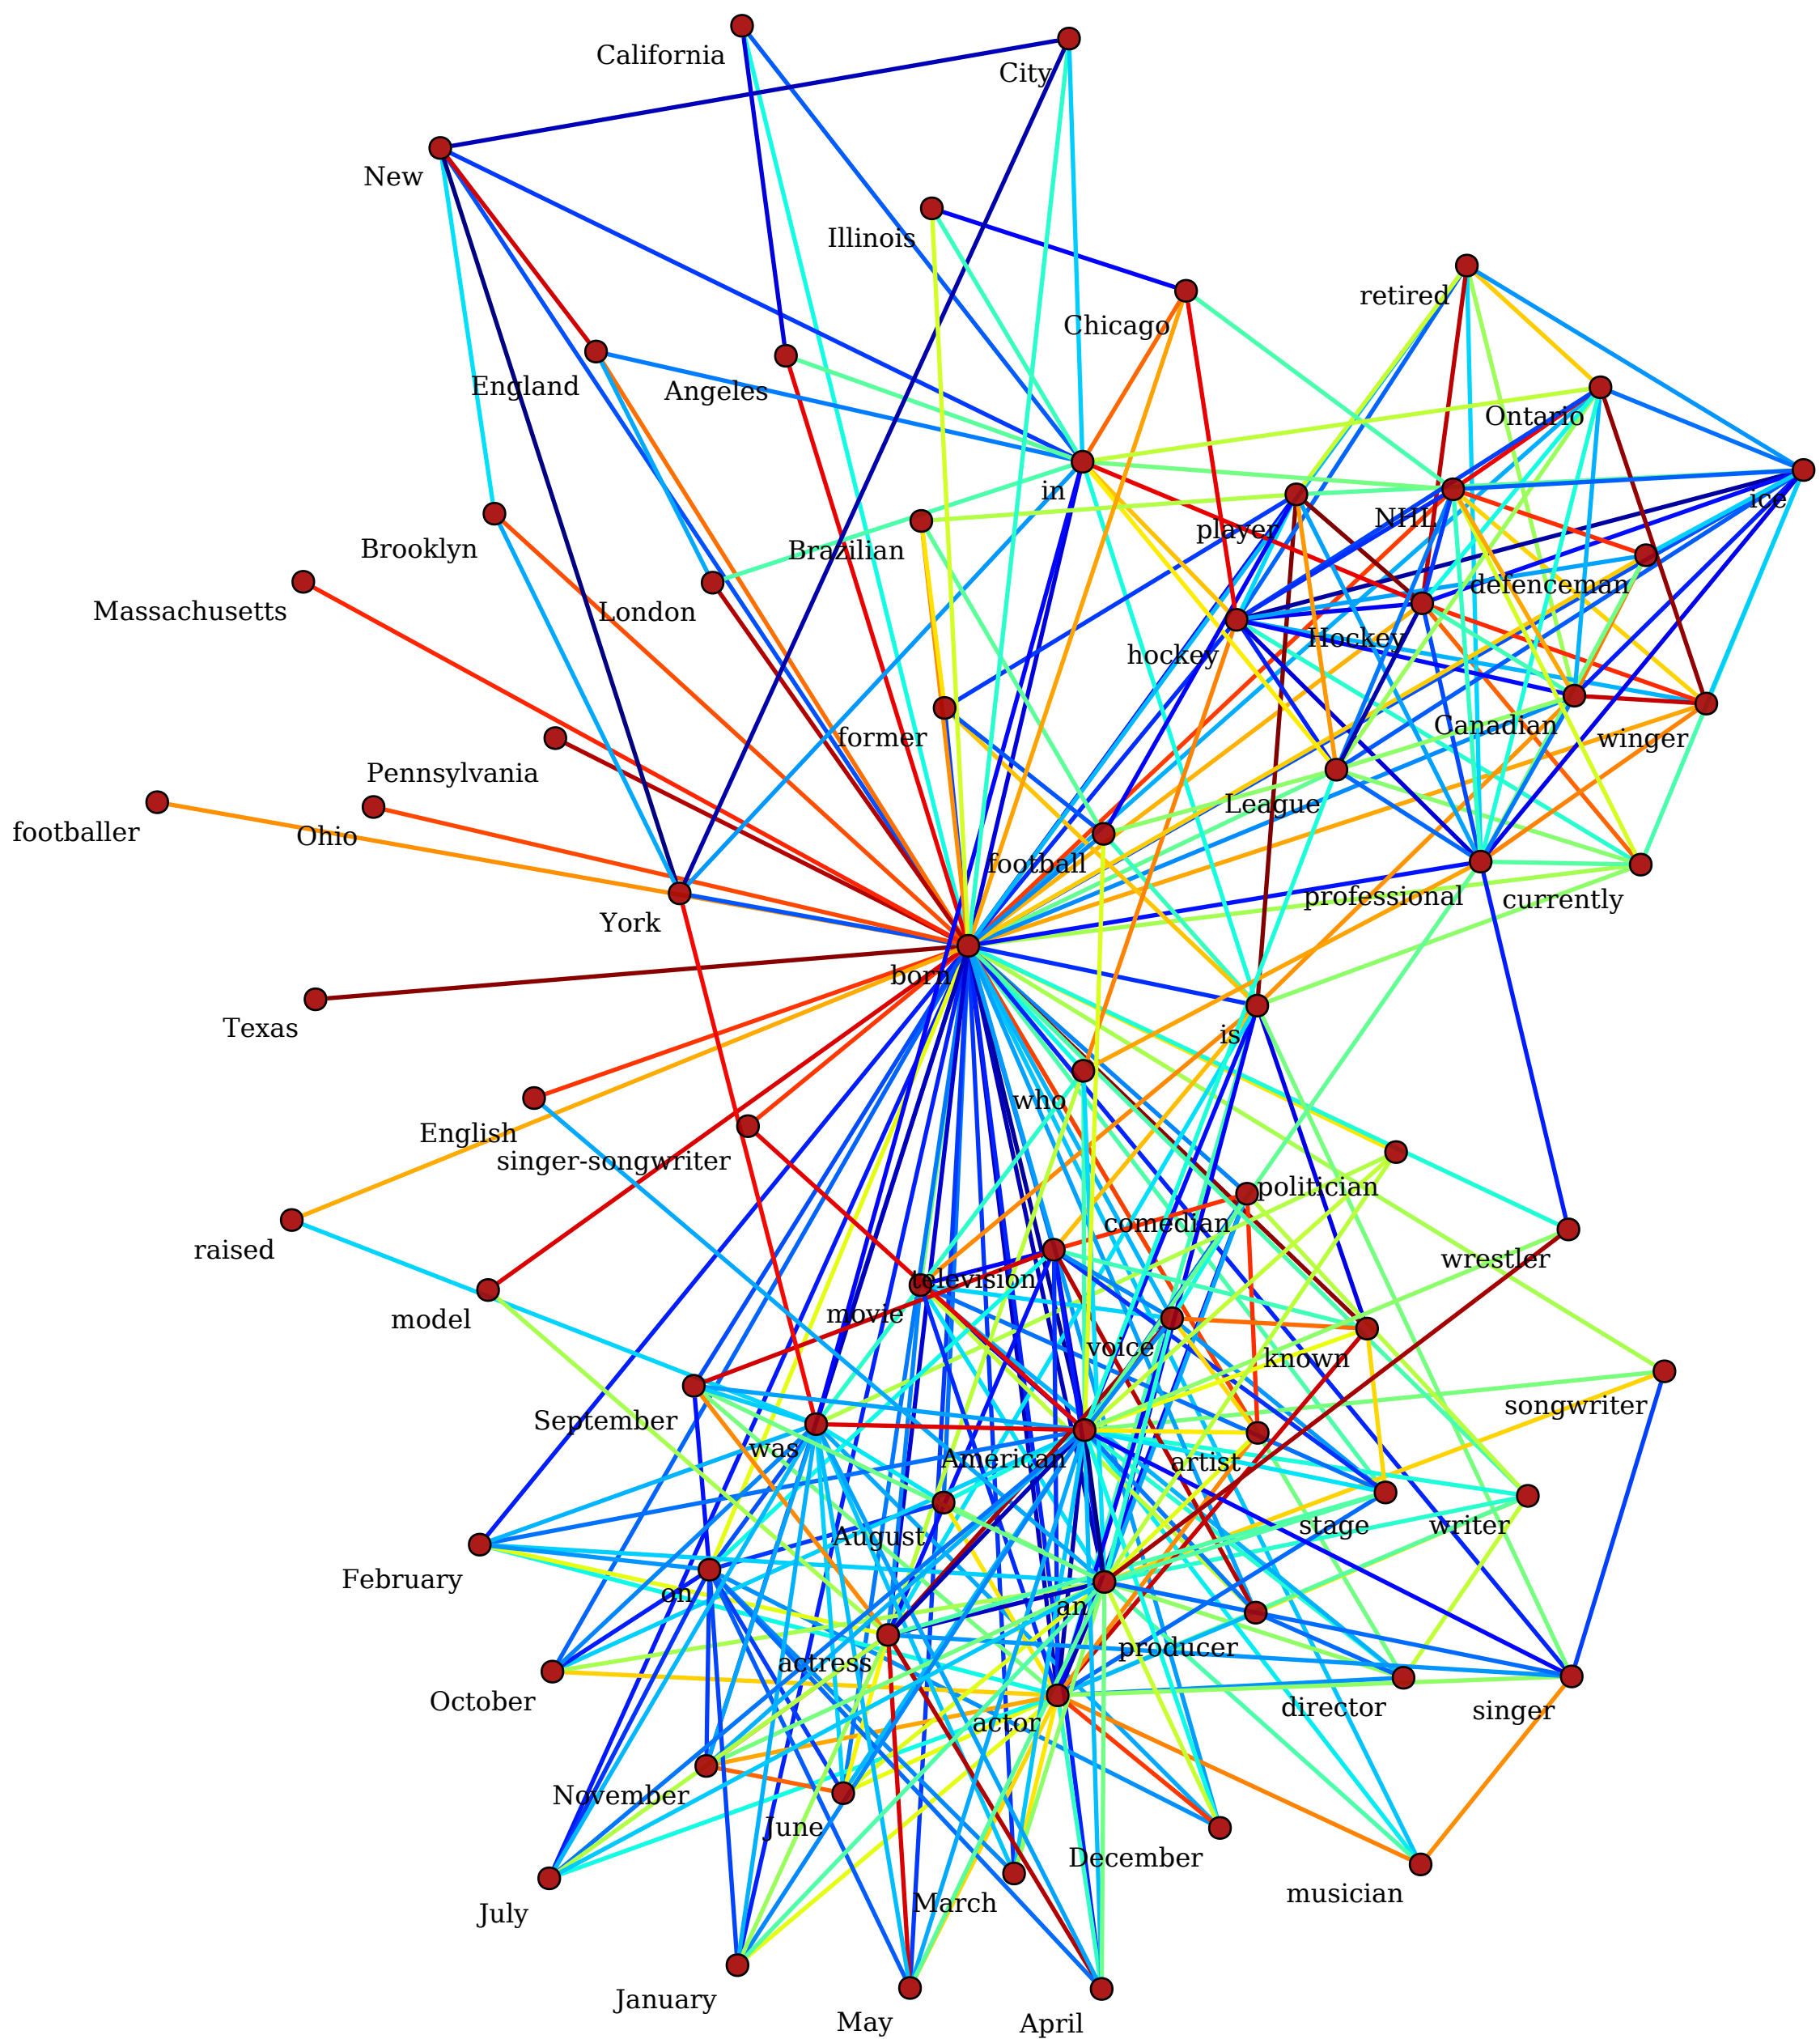 California
City
New
Illinois
retired
Chicago
England
Angeles
Ontario
in
ice
player
NHL
Brazilian
Brooklyn
defenceman
Massachusetts
London
Hockey
hockey
Canadian
former
winger
Pennsylvania
League
footballer
Ohio
football
professional
currently
York
born
Texas
is
who
English
singer-songwriter
politician
comedian
raised
wrestler
television
movie
model
voice
known
songwriter
September
was
American
artist
stage
writer
August
February
on
an
producer
actress
October
director
singer
actor
November
June
December
musician
March
July
January
May
April